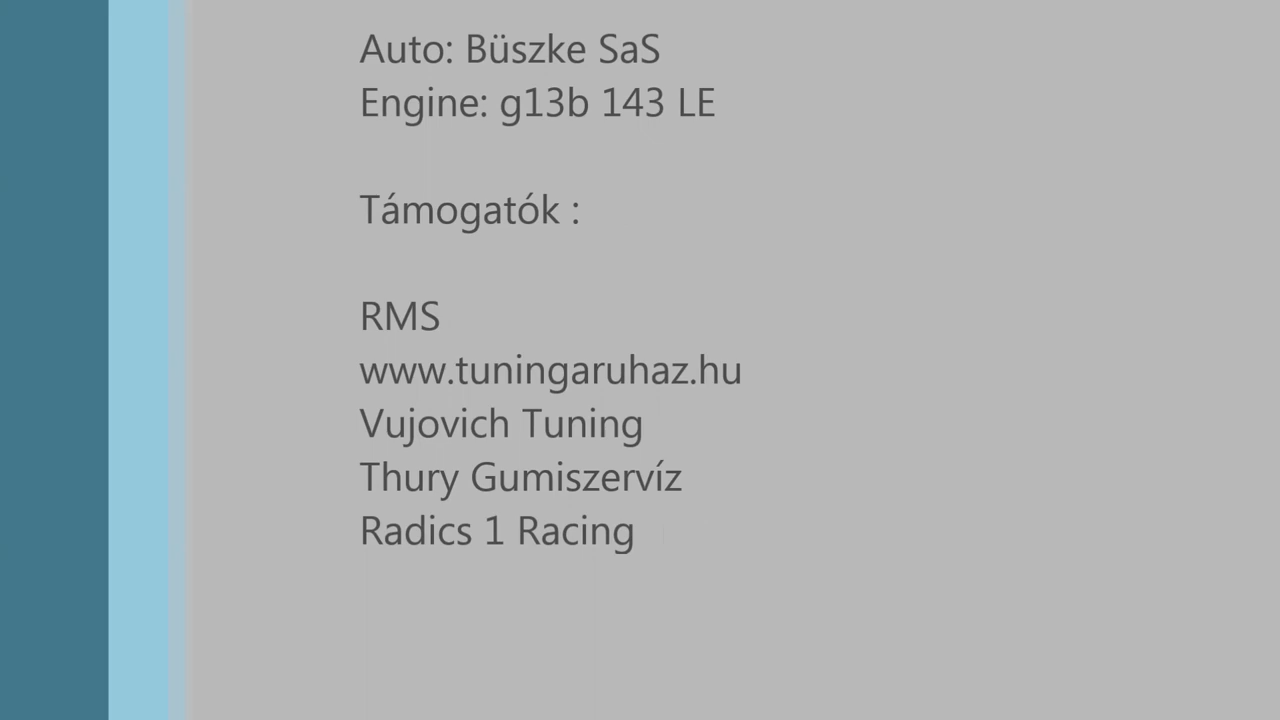 Auto: Büszke SaS
Engine: g13b 143 LE
Támogatók :
RMS
www.tuningaruhaz.hu
Vujovich Tuning
Thury Gumiszervíz
Radics 1 Racing